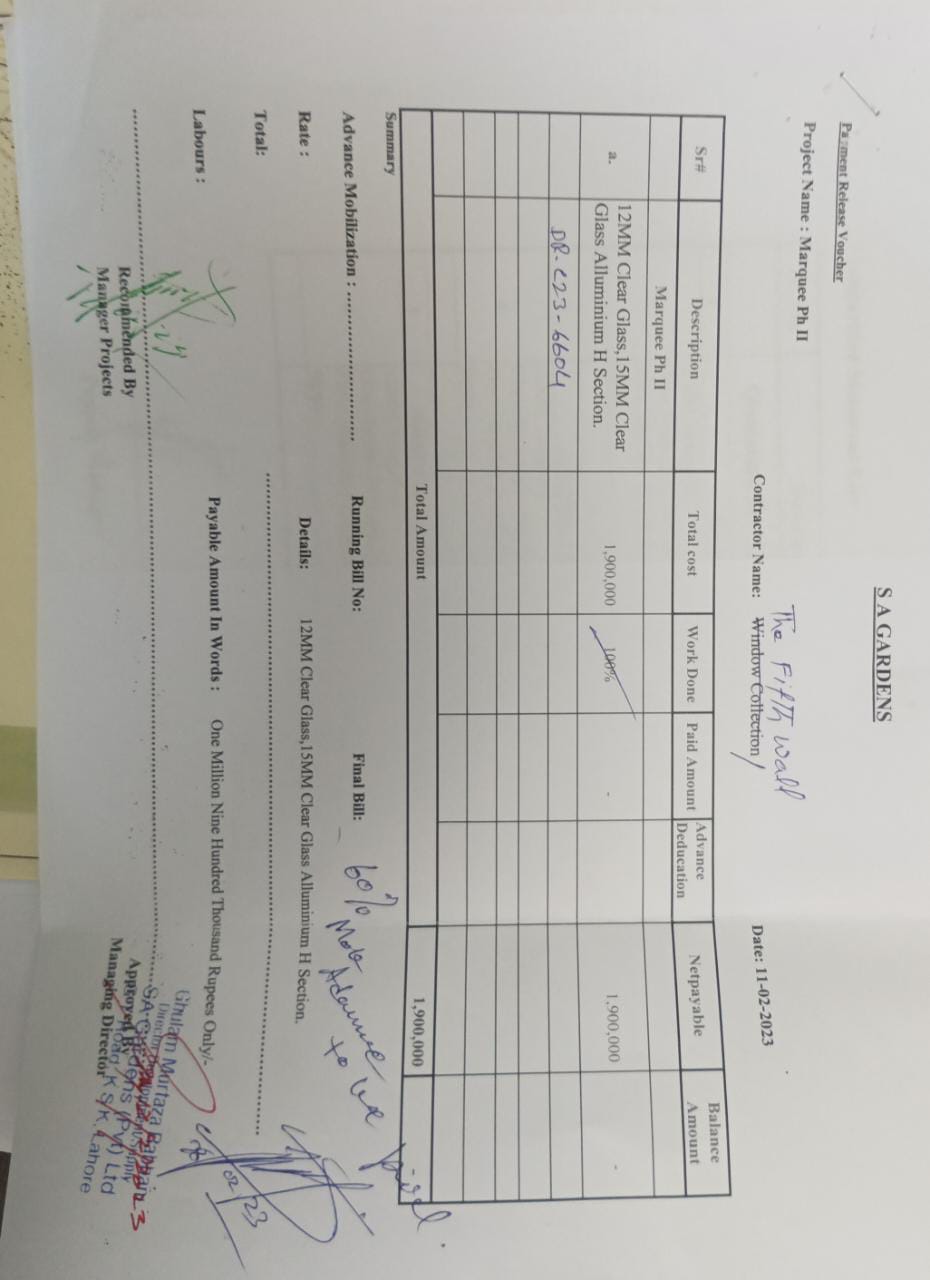 S A GARDENS
Payment Release Voucher
The Fifth Wall
Project Name : Marquee Ph II Contractor Name: Window Collection Date: 11-02-2023
Sr# Description Total cost Work Done Paid Amount Advance Deducation Netpayable Balance Amount
Marquee Ph II
a. 12MM Clear Glass,15MM Clear Glass Alluminium H Section. 1,900,000 100% - 1,900,000 -
DR-C23-6604
Total Amount 1,900,000
Summary
60% Mob Advance to be paid.
Advance Mobilization : .................... Running Bill No: Final Bill:
Rate : Details: 12MM Clear Glass,15MM Clear Glass Alluminium H Section.
Total:
Labours : Payable Amount In Words : One Million Nine Hundred Thousand Rupees Only/-
02/23
Ghulam Murtaza
Director
SA Gardens (Pvt) Ltd
Road, KSK, Lahore
Recommended By Approved By
Manager Projects Managing Director